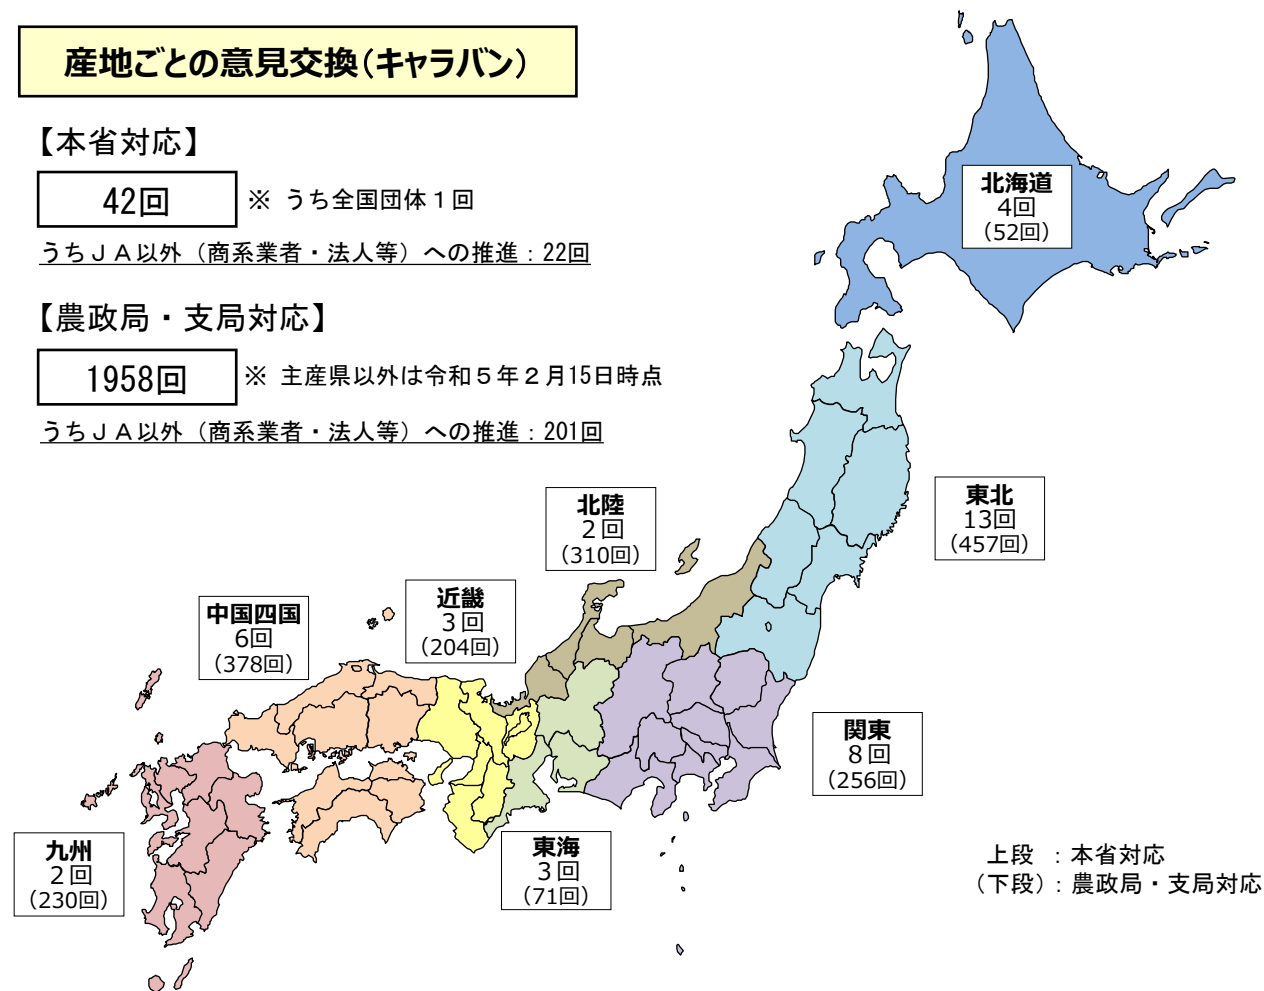 産地ごとの意見交換（キャラバン）
【本省対応】
42回 ※ うち全国団体１回
うちＪＡ以外（商系業者・法人等）への推進：22回
【農政局・支局対応】
1958回 ※ 主産県以外は令和５年２月15日時点
うちＪＡ以外（商系業者・法人等）への推進：201回
北海道
4回
（52回）
東北
13回
（457回）
北陸
２回
（310回）
近畿
３回
（204回）
中国四国
6回
（378回）
関東
８回
（256回）
九州
２回
（230回）
東海
３回
（71回）
上段 ：本省対応
（下段）：農政局・支局対応